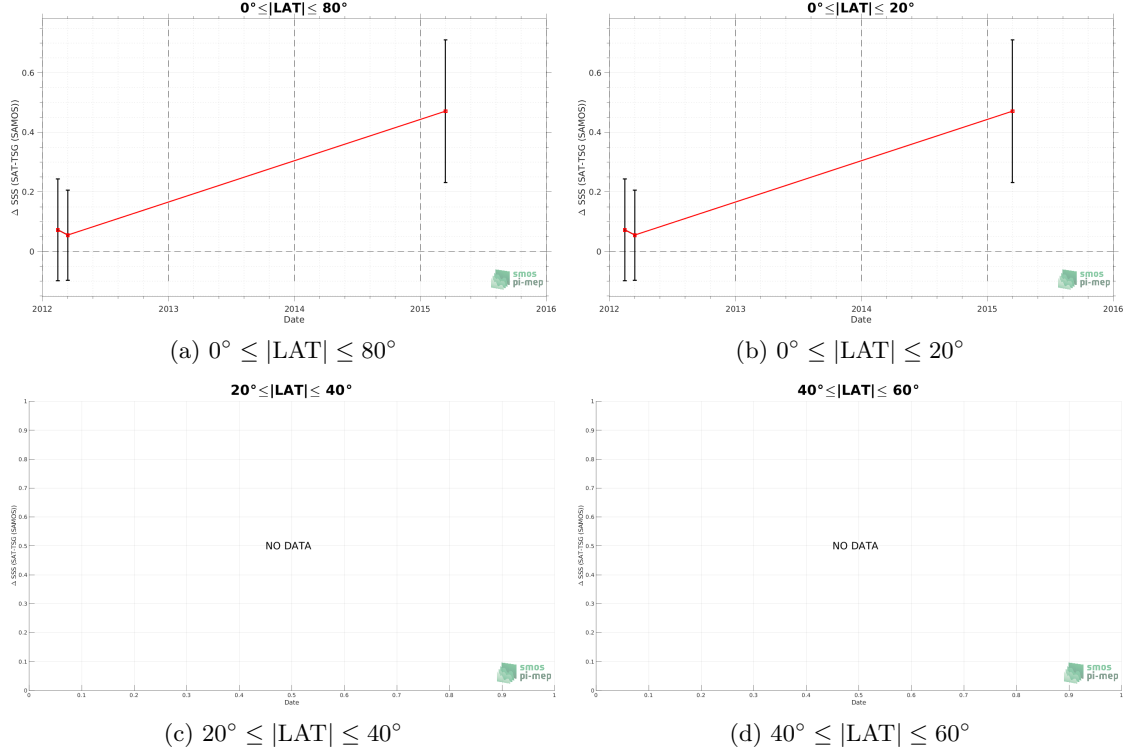 0°≤|LAT|≤ 80°
Δ SSS (SAT-TSG (SAMOS))
0.6
0.4
0.2
0
2012 2013 2014 2015 2016
Date
smos
pi-mep
(a) 0° ≤ |LAT| ≤ 80°
0°≤|LAT|≤ 20°
Δ SSS (SAT-TSG (SAMOS))
0.6
0.4
0.2
0
2012 2013 2014 2015 2016
Date
smos
pi-mep
(b) 0° ≤ |LAT| ≤ 20°
20°≤|LAT|≤ 40°
Δ SSS (SAT-TSG (SAMOS))
1
0.9
0.8
0.7
0.6
0.5
0.4
0.3
0.2
0.1
0
NO DATA
0 0.1 0.2 0.3 0.4 0.5 0.6 0.7 0.8 0.9 1
Date
smos
pi-mep
(c) 20° ≤ |LAT| ≤ 40°
40°≤|LAT|≤ 60°
Δ SSS (SAT-TSG (SAMOS))
1
0.9
0.8
0.7
0.6
0.5
0.4
0.3
0.2
0.1
0
NO DATA
0 0.1 0.2 0.3 0.4 0.5 0.6 0.7 0.8 0.9 1
Date
smos
pi-mep
(d) 40° ≤ |LAT| ≤ 60°